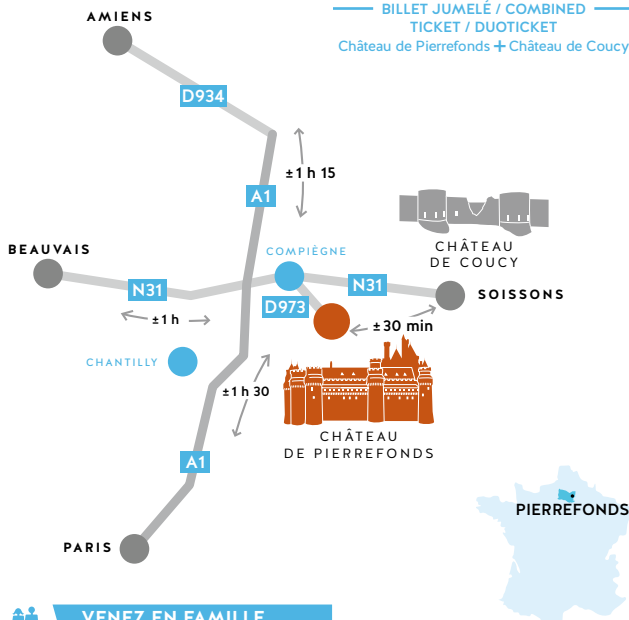 AMIENS
BILLET JUMELÉ / COMBINED
TICKET / DUOTICKET
Château de Pierrefonds + Château de Coucy
D934
±1 h 15
A1
CHÂTEAU
DE COUCY
BEAUVAIS
COMPIÈGNE
N31
N31
SOISSONS
D973
±1 h
±30 min
CHANTILLY
±1 h 30
CHÂTEAU
DE PIERREFONDS
A1
PIERREFONDS
PARIS
VENEZ EN FAMILLE